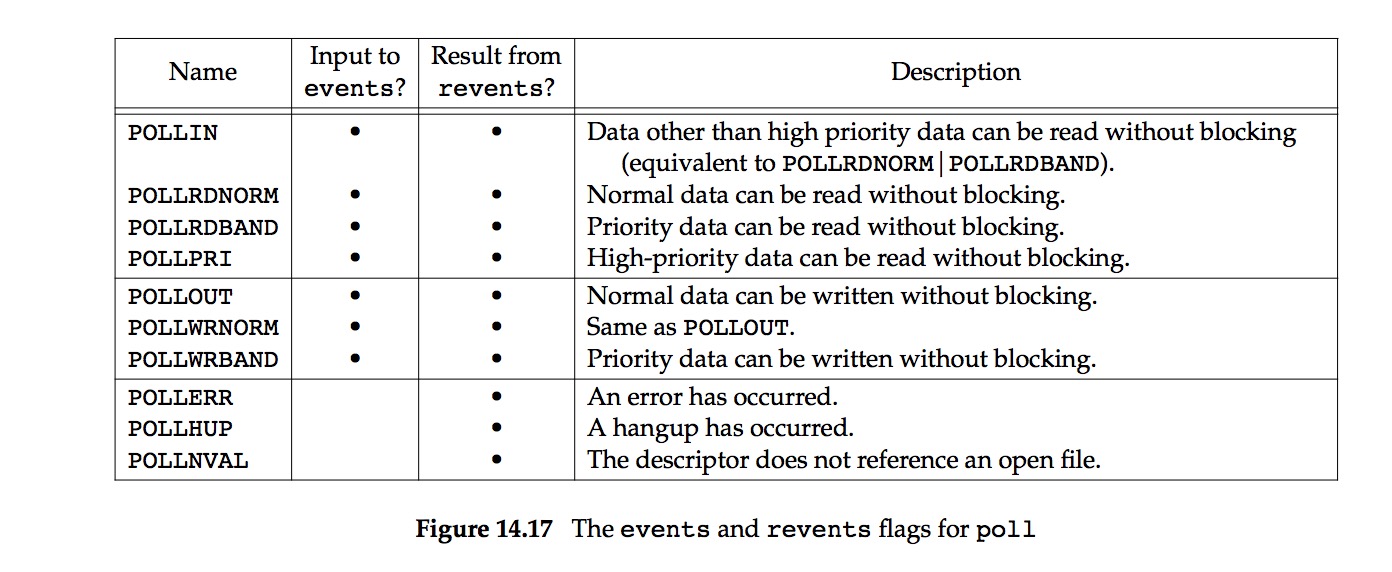 Name Input to events? Result from revents? Description
POLLIN • • Data other than high priority data can be read without blocking
(equivalent to POLLRDNORM|POLLRDBAND).
POLLRDNORM • • Normal data can be read without blocking.
POLLRDBAND • • Priority data can be read without blocking.
POLLPRI • • High-priority data can be read without blocking.
POLLOUT • • Normal data can be written without blocking.
POLLWRNORM • • Same as POLLOUT.
POLLWRBAND • • Priority data can be written without blocking.
POLLERR • An error has occurred.
POLLHUP • A hangup has occurred.
POLLNVAL • The descriptor does not reference an open file.
Figure 14.17 The events and revents flags for poll